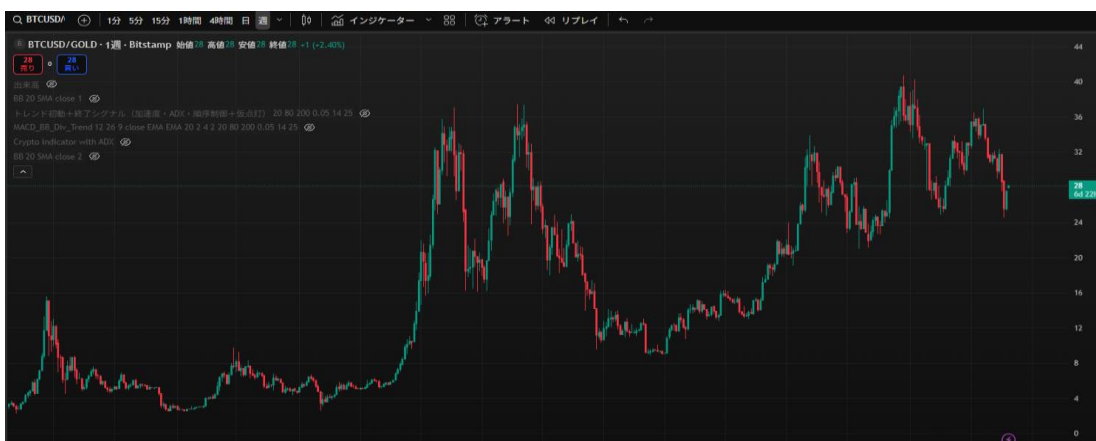 BTCUSD/ 1分 5分 15分 1時間 4時間 日 週 インジケーター アラート リプレイ
BTCUSD/GOLD · 1週 · Bitstamp 始値28 高値28 安値28 終値28 +1 (+2.40%)
28 売り 0 28 買い
出来高
BB 20 SMA close 1
トレンド初動+終了シグナル (加速度・ADX・順序制御+仮点灯) 20 80 200 0.05 14 25
MACD_BB_Div_Trend 12 26 9 close EMA EMA 20 2 4 2 20 80 200 0.05 14 25
Crypto Indicator with ADX
BB 20 SMA close 2
44
40
36
32
28
6d 22
24
20
16
12
8
4
0